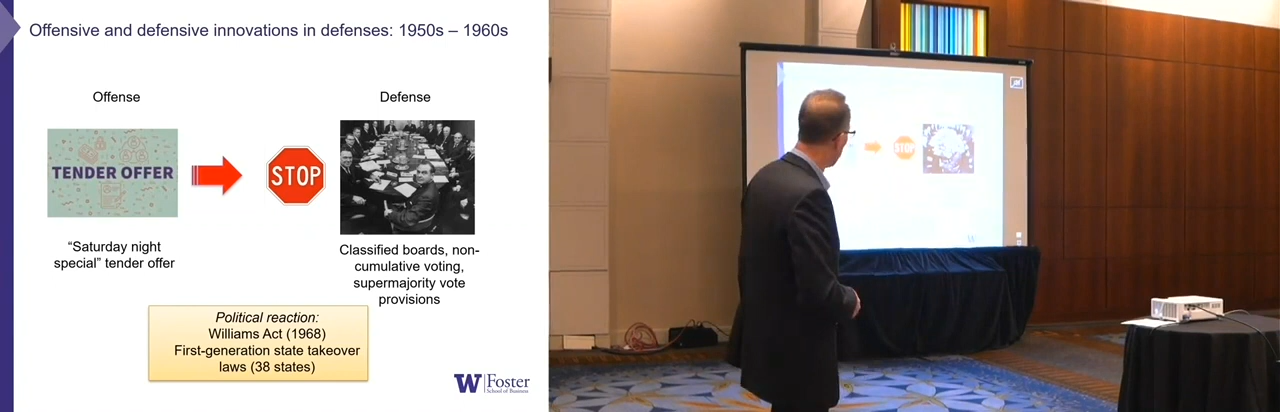 Offensive and defensive innovations in defenses: 1950s – 1960s
Offense
Defense
TENDER OFFER
STOP
“Saturday night
special” tender offer
Classified boards, non-
cumulative voting,
supermajority vote
provisions
Political reaction:
Williams Act (1968)
First-generation state takeover
laws (38 states)
W Foster
School of Business
STOP